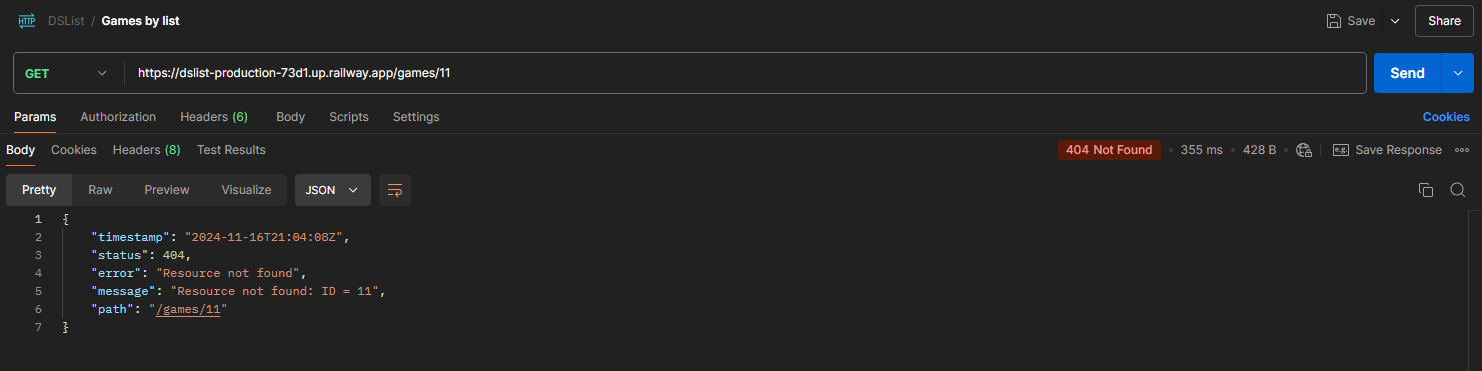 HTTP DSList / Games by list Save Share
GET https://dslist-production-73d1.up.railway.app/games/11 Send
Params Authorization Headers (6) Body Scripts Settings Cookies
Body Cookies Headers (8) Test Results 404 Not Found • 355 ms • 428 B e.g. Save Response
Pretty Raw Preview Visualize JSON
1 {
2 "timestamp": "2024-11-16T21:04:08Z",
3 "status": 404,
4 "error": "Resource not found",
5 "message": "Resource not found: ID = 11",
6 "path": "/games/11"
7 }